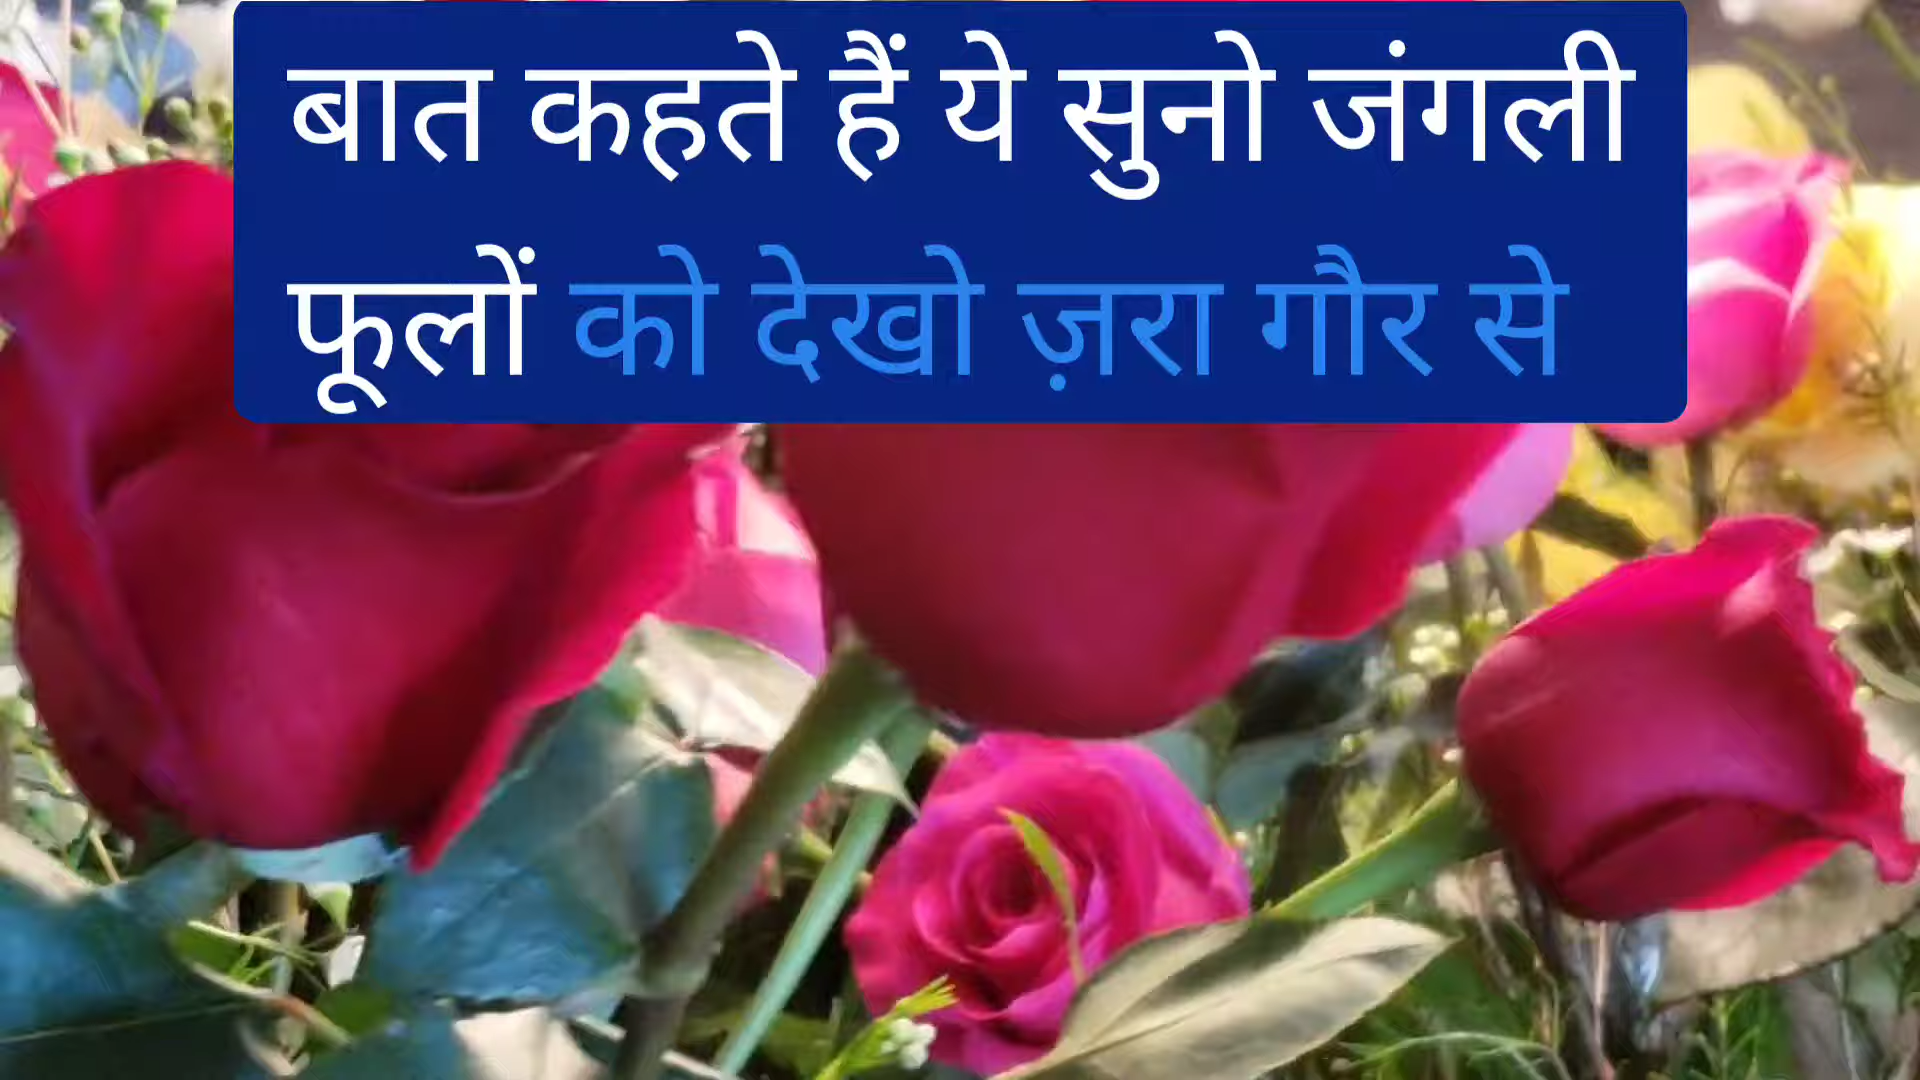 बात कहते हैं ये सुनो जंगली
फूलों को देखो ज़रा गौर से